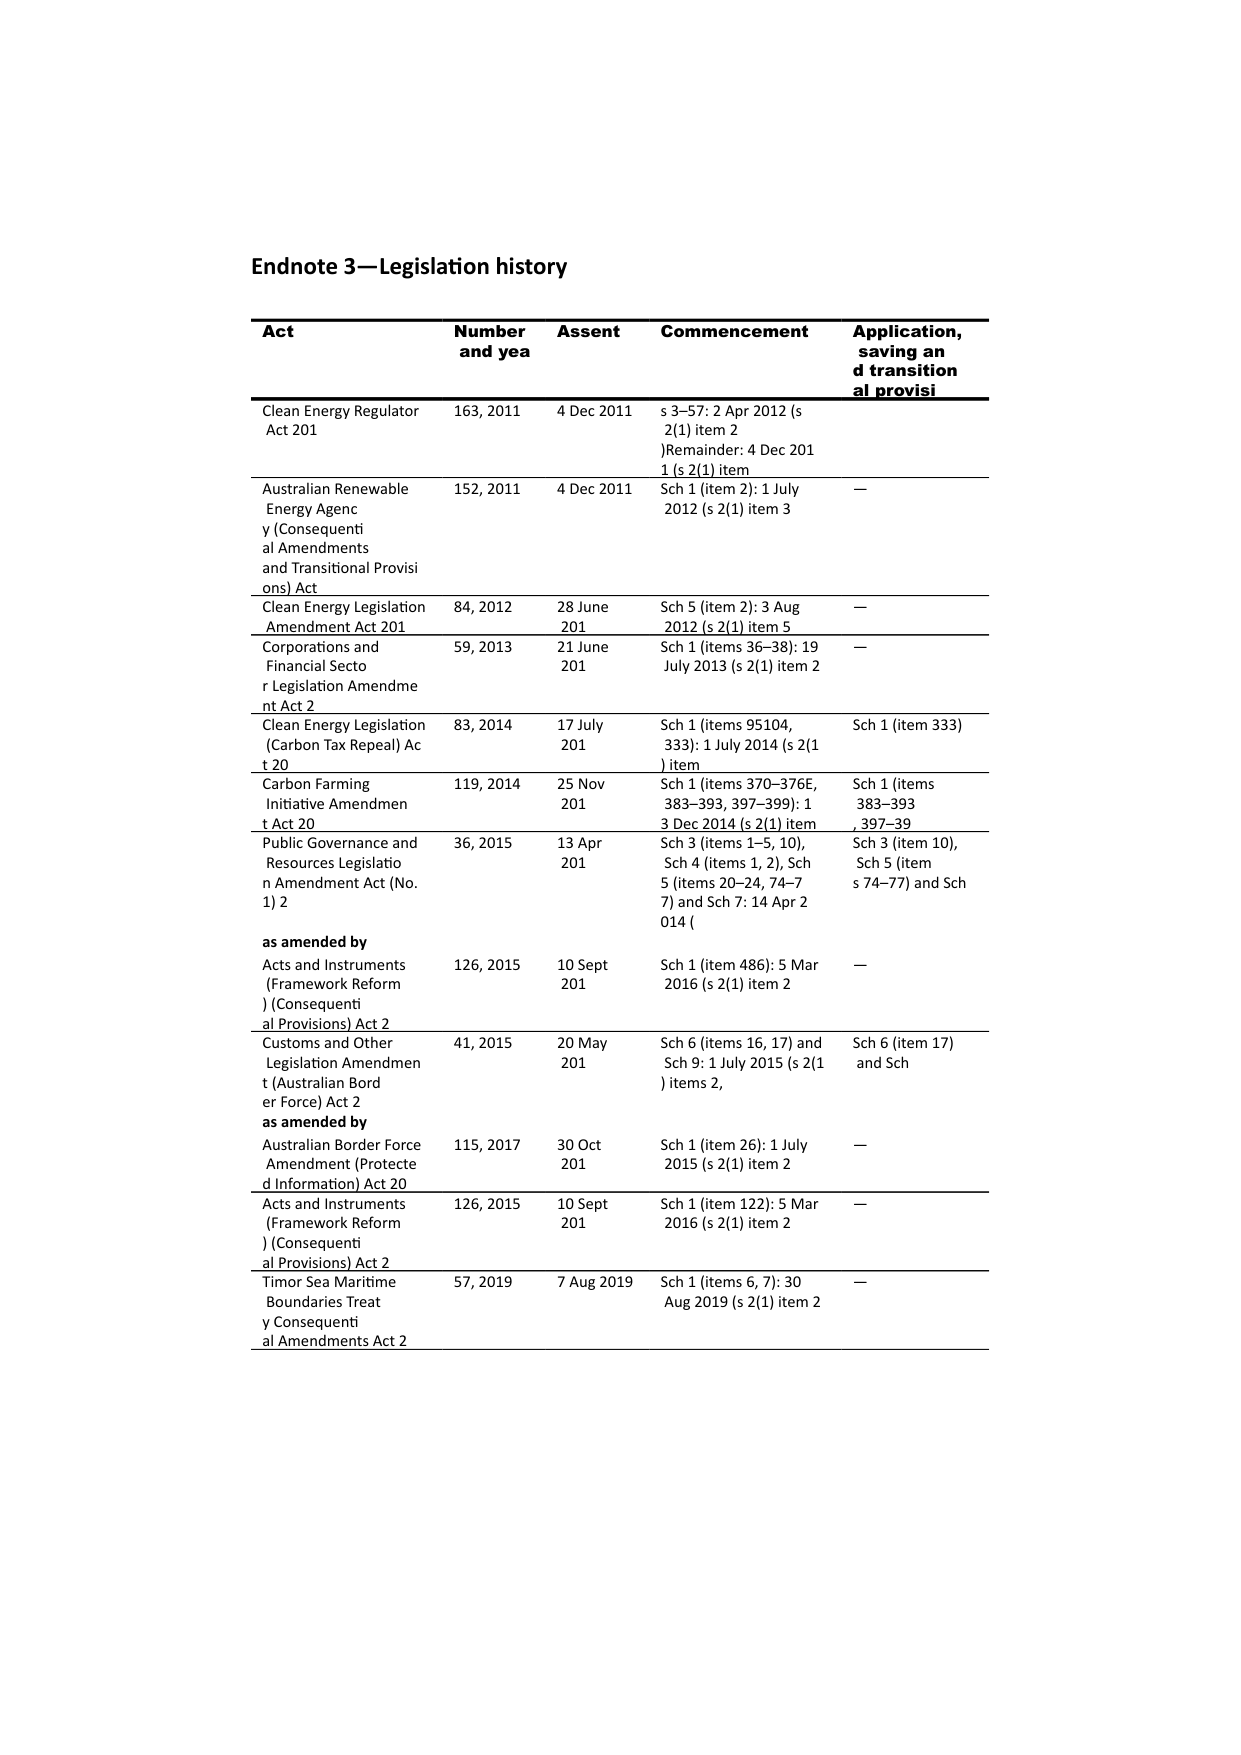 Endnote 3—Legislation history
Act
Number
and yea
Assent
Commencement
Application,
saving an
d transition
al provisi
Clean Energy Regulator
Act 201
163, 2011
4 Dec 2011
s 3–57: 2 Apr 2012 (s
2(1) item 2
)Remainder: 4 Dec 201
1 (s 2(1) item
Australian Renewable
Energy Agenc
y (Consequenti
al Amendments
and Transitional Provisi
ons) Act
152, 2011
4 Dec 2011
Sch 1 (item 2): 1 July
2012 (s 2(1) item 3
—
Clean Energy Legislation
Amendment Act 201
84, 2012
28 June
201
Sch 5 (item 2): 3 Aug
2012 (s 2(1) item 5
—
Corporations and
Financial Secto
r Legislation Amendme
nt Act 2
59, 2013
21 June
201
Sch 1 (items 36–38): 19
July 2013 (s 2(1) item 2
—
Clean Energy Legislation
(Carbon Tax Repeal) Ac
t 20
83, 2014
17 July
201
Sch 1 (items 95104,
333): 1 July 2014 (s 2(1
) item
Sch 1 (item 333)
Carbon Farming
Initiative Amendmen
t Act 20
119, 2014
25 Nov
201
Sch 1 (items 370–376E,
383–393, 397–399): 1
3 Dec 2014 (s 2(1) item
Sch 1 (items
383–393
, 397–39
Public Governance and
Resources Legislatio
n Amendment Act (No.
1) 2
36, 2015
13 Apr
201
Sch 3 (items 1–5, 10),
Sch 4 (items 1, 2), Sch
5 (items 20–24, 74–7
7) and Sch 7: 14 Apr 2
014 (
Sch 3 (item 10),
Sch 5 (item
s 74–77) and Sch
as amended by
Acts and Instruments
(Framework Reform
) (Consequenti
al Provisions) Act 2
126, 2015
10 Sept
201
Sch 1 (item 486): 5 Mar
2016 (s 2(1) item 2
—
Customs and Other
Legislation Amendmen
t (Australian Bord
er Force) Act 2
41, 2015
20 May
201
Sch 6 (items 16, 17) and
Sch 9: 1 July 2015 (s 2(1
) items 2,
Sch 6 (item 17)
and Sch
as amended by
Australian Border Force
Amendment (Protecte
d Information) Act 20
115, 2017
30 Oct
201
Sch 1 (item 26): 1 July
2015 (s 2(1) item 2
—
Acts and Instruments
(Framework Reform
) (Consequenti
al Provisions) Act 2
126, 2015
10 Sept
201
Sch 1 (item 122): 5 Mar
2016 (s 2(1) item 2
—
Timor Sea Maritime
Boundaries Treat
y Consequenti
al Amendments Act 2
57, 2019
7 Aug 2019
Sch 1 (items 6, 7): 30
Aug 2019 (s 2(1) item 2
—